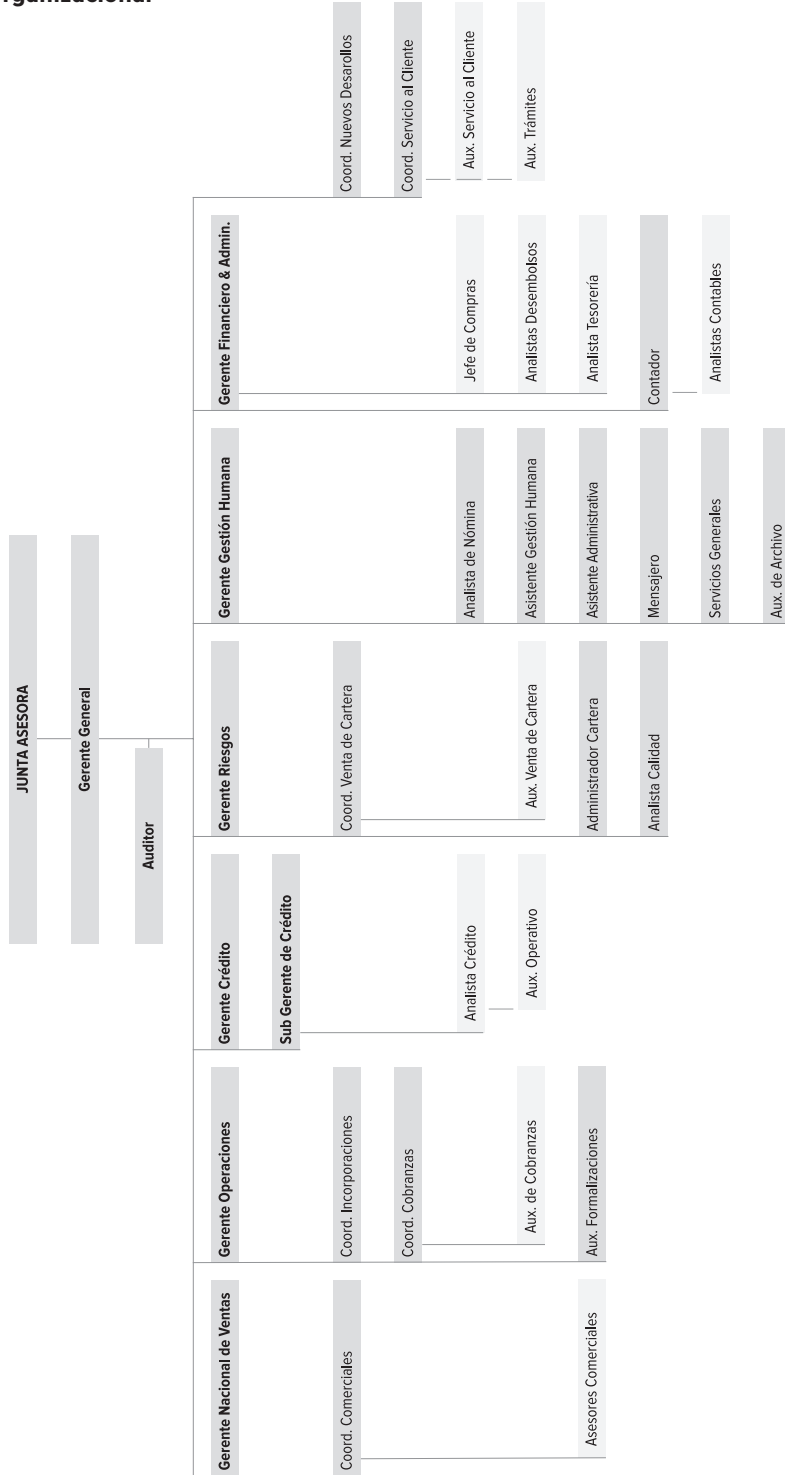 rganizacional
JUNTA ASESORA
Gerente General
Auditor
Gerente Nacional de Ventas
Coord. Comerciales
Asesores Comerciales
Gerente Operaciones
Coord. Incorporaciones
Coord. Cobranzas
Aux. de Cobranzas
Aux. Formalizaciones
Gerente Crédito
Sub Gerente de Crédito
Analista Crédito
Aux. Operativo
Gerente Riesgos
Coord. Venta de Cartera
Aux. Venta de Cartera
Administrador Cartera
Analista Calidad
Gerente Gestión Humana
Analista de Nómina
Asistente Gestión Humana
Asistente Administrativa
Mensajero
Servicios Generales
Aux. de Archivo
Gerente Financiero & Admin.
Jefe de Compras
Analistas Desembolsos
Analista Tesorería
Contador
Analistas Contables
Coord. Nuevos Desarollos
Coord. Servicio al Cliente
Aux. Servicio al Cliente
Aux. Trámites